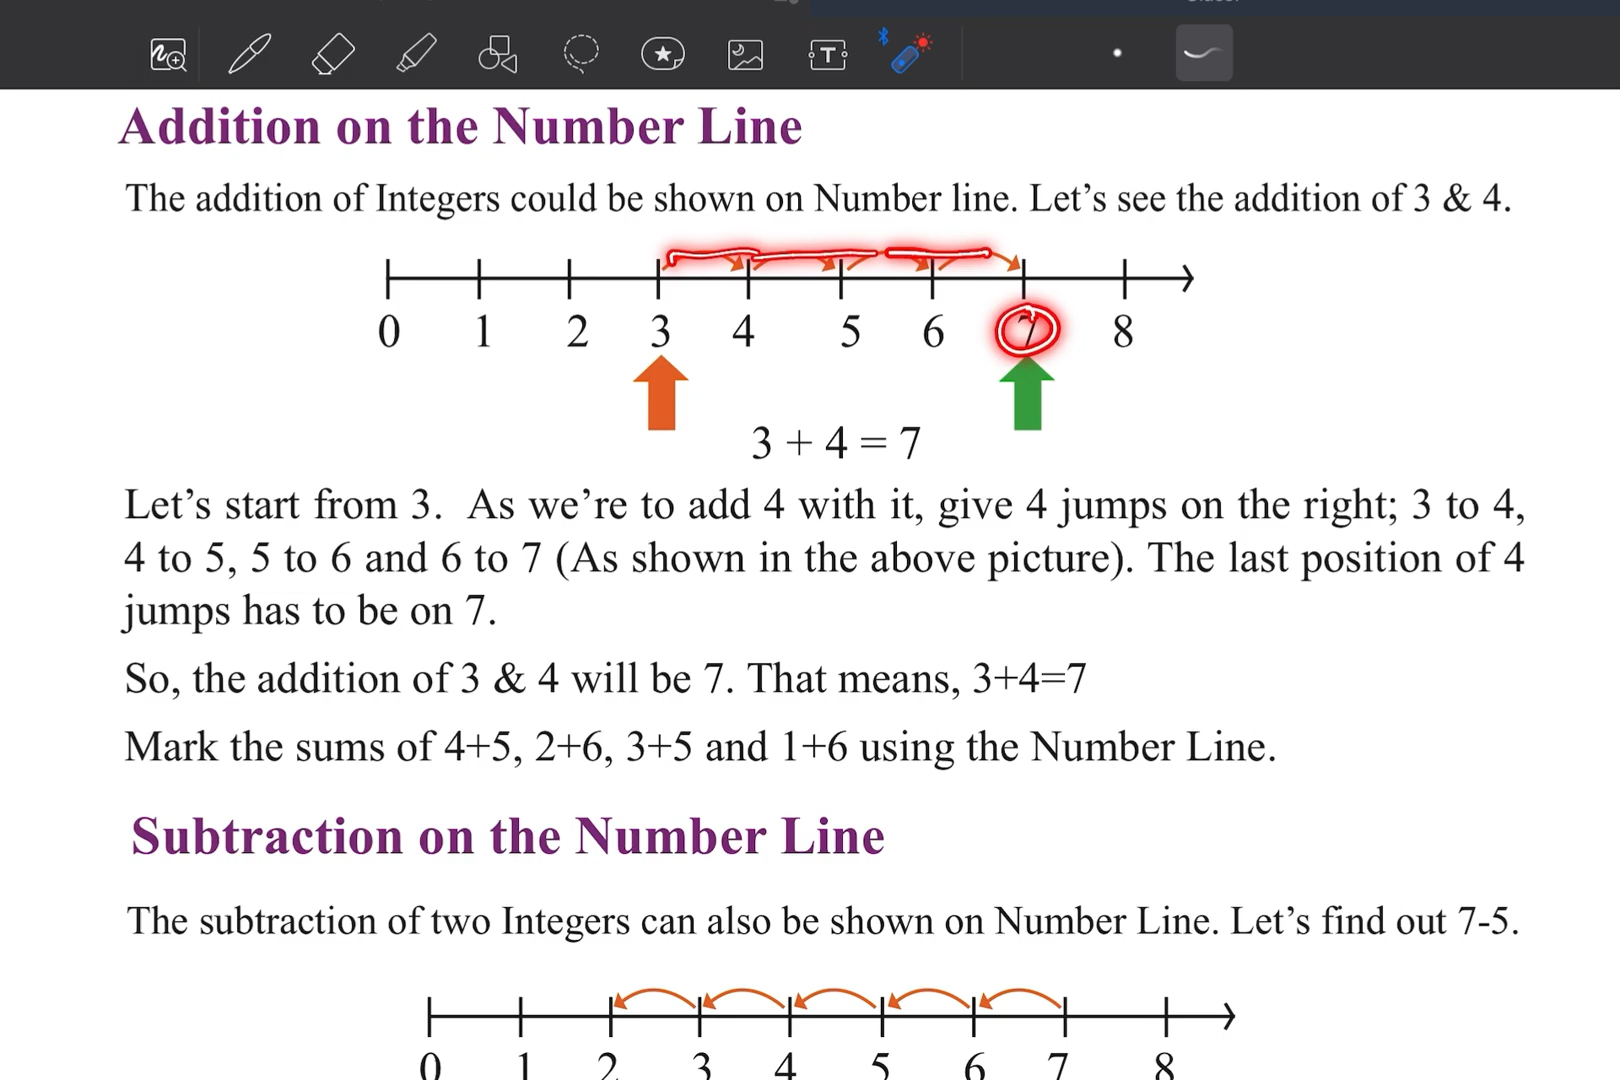 Addition on the Number Line
The addition of Integers could be shown on Number line. Let's see the addition of 3 & 4.
0 1 2 3 4 5 6 7 8
3 + 4 = 7
Let's start from 3. As we're to add 4 with it, give 4 jumps on the right; 3 to 4,
4 to 5, 5 to 6 and 6 to 7 (As shown in the above picture). The last position of 4
jumps has to be on 7.
So, the addition of 3 & 4 will be 7. That means, 3+4=7
Mark the sums of 4+5, 2+6, 3+5 and 1+6 using the Number Line.
Subtraction on the Number Line
The subtraction of two Integers can also be shown on Number Line. Let's find out 7-5.
0 1 2 3 4 5 6 7 8